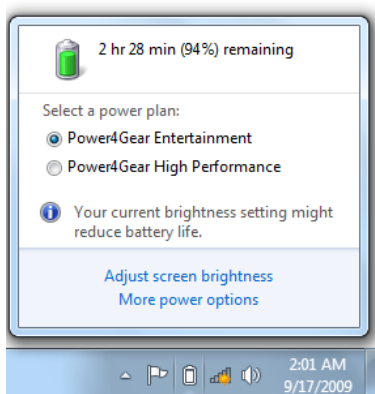 2 hr 28 min (94%) remaining
Select a power plan:
Power4Gear Entertainment
Power4Gear High Performance
Your current brightness setting might
reduce battery life.
Adjust screen brightness
More power options
2:01 AM
9/17/2009